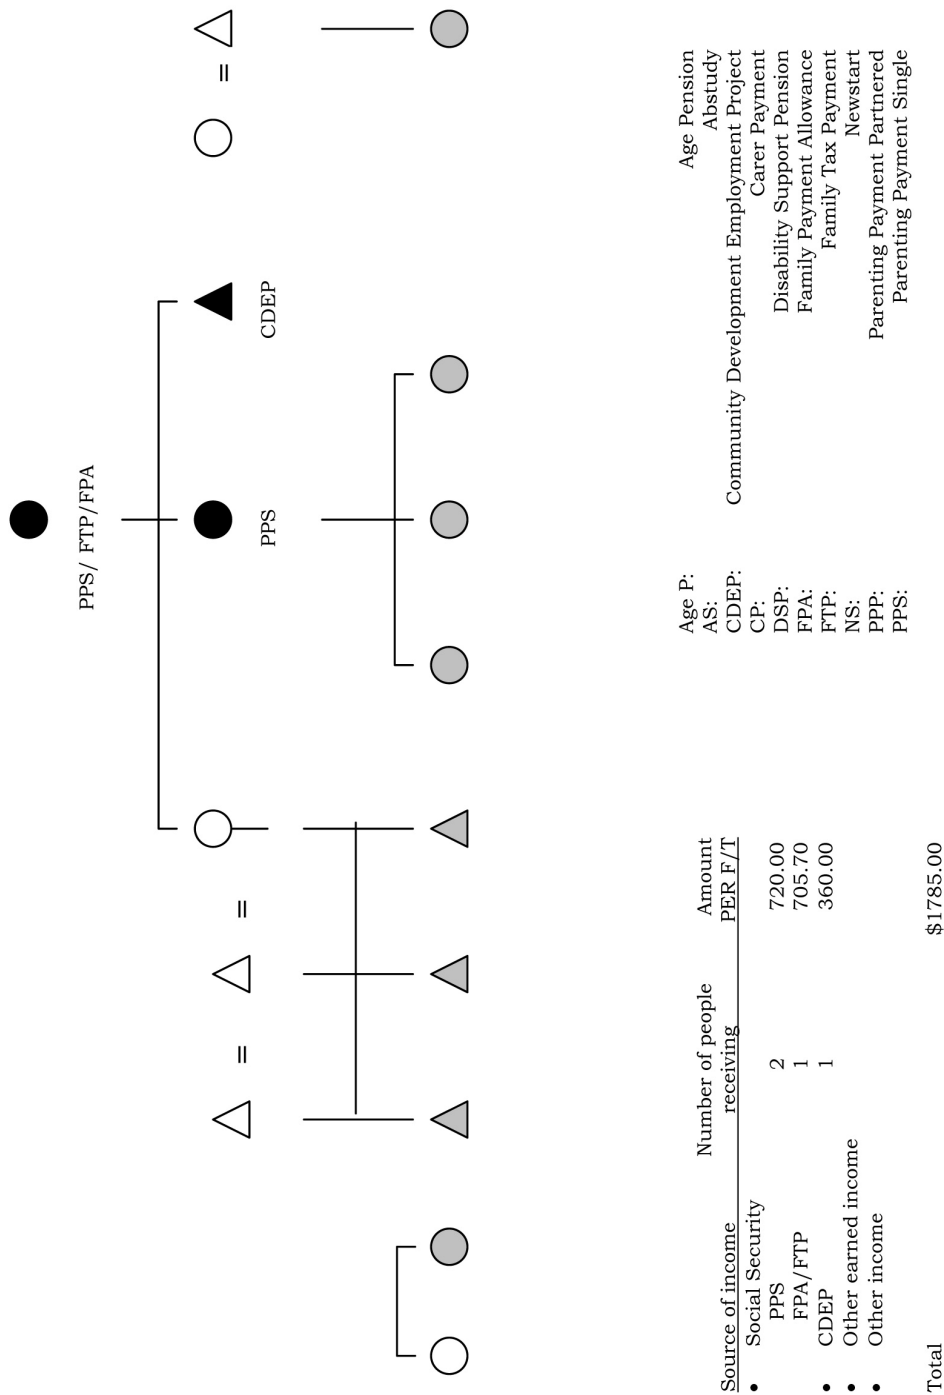 PPS/ FTP/FPA
PPS
CDEP
=
=
=
Source of income Number of people receiving Amount PER F/T
• Social Security
PPS 2 720.00
FPA/FTP 1 705.70
• CDEP 1 360.00
• Other earned income
• Other income
Total $1785.00
Age P: Age Pension
AS: Abstudy
CDEP: Community Development Employment Project
CP: Carer Payment
DSP: Disability Support Pension
FPA: Family Payment Allowance
FTP: Family Tax Payment
NS: Newstart
PPP: Parenting Payment Partnered
PPS: Parenting Payment Single